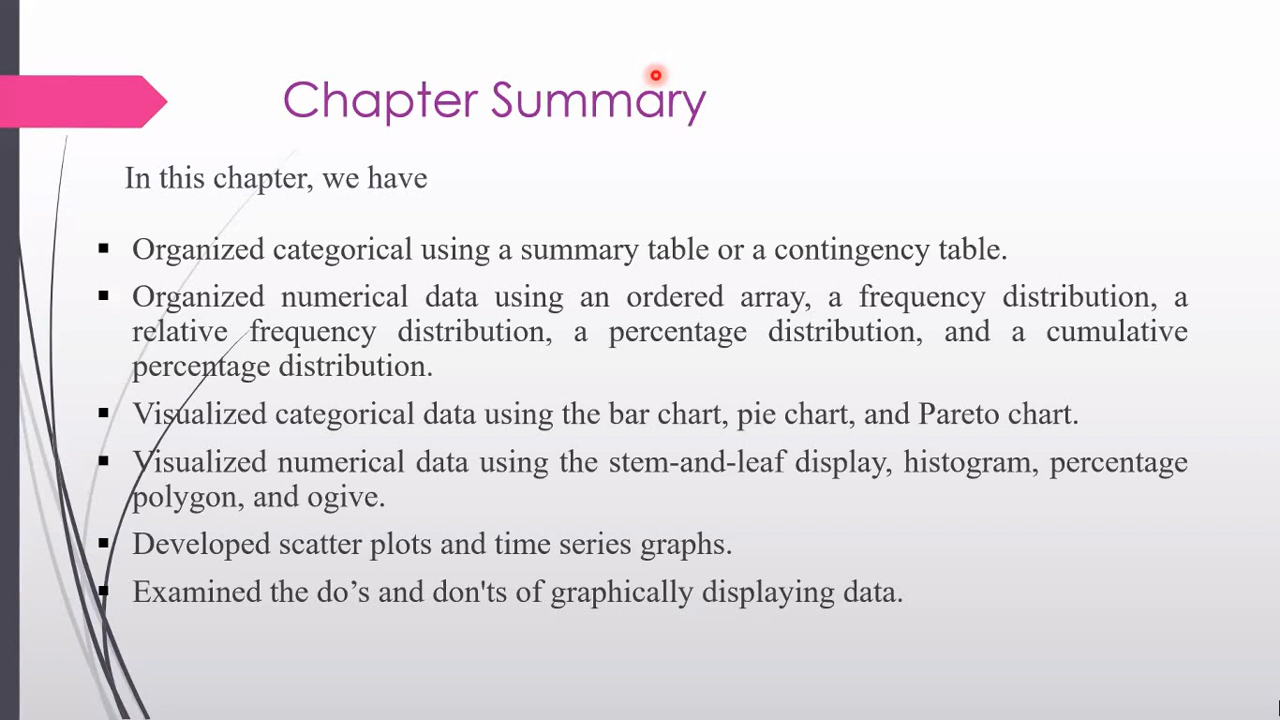 Chapter Summary
In this chapter, we have
▪ Organized categorical using a summary table or a contingency table.
▪ Organized numerical data using an ordered array, a frequency distribution, a
relative frequency distribution, a percentage distribution, and a cumulative
percentage distribution.
▪ Visualized categorical data using the bar chart, pie chart, and Pareto chart.
▪ Visualized numerical data using the stem-and-leaf display, histogram, percentage
polygon, and ogive.
▪ Developed scatter plots and time series graphs.
▪ Examined the do’s and don'ts of graphically displaying data.